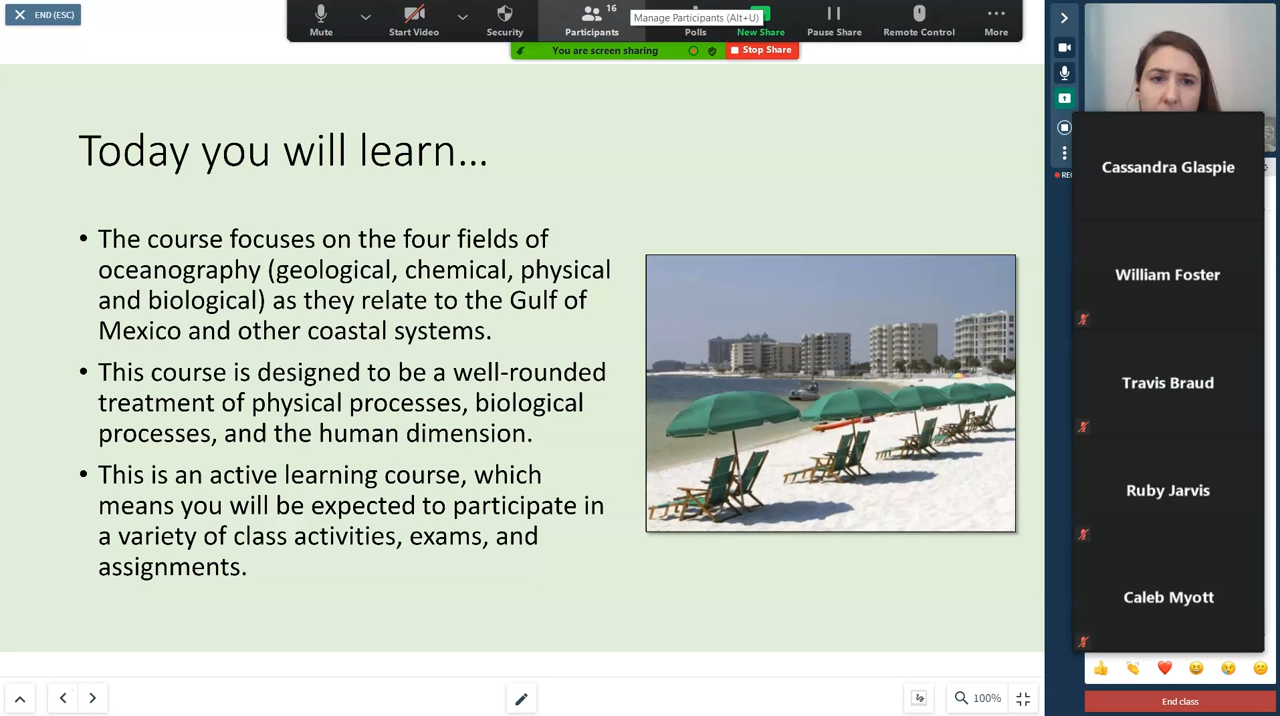 END (ESC)
16
Manage Participants (Alt+U)
Mute
Start Video
Security
Participants
Polls
New Share
Pause Share
Remote Control
More
You are screen sharing
Stop Share
Today you will learn...
• The course focuses on the four fields of
oceanography (geological, chemical, physical
and biological) as they relate to the Gulf of
Mexico and other coastal systems.
• This course is designed to be a well-rounded
treatment of physical processes, biological
processes, and the human dimension.
• This is an active learning course, which
means you will be expected to participate in
a variety of class activities, exams, and
assignments.
Cassandra Glaspie
William Foster
Travis Braud
Ruby Jarvis
Caleb Myott
100%
End class